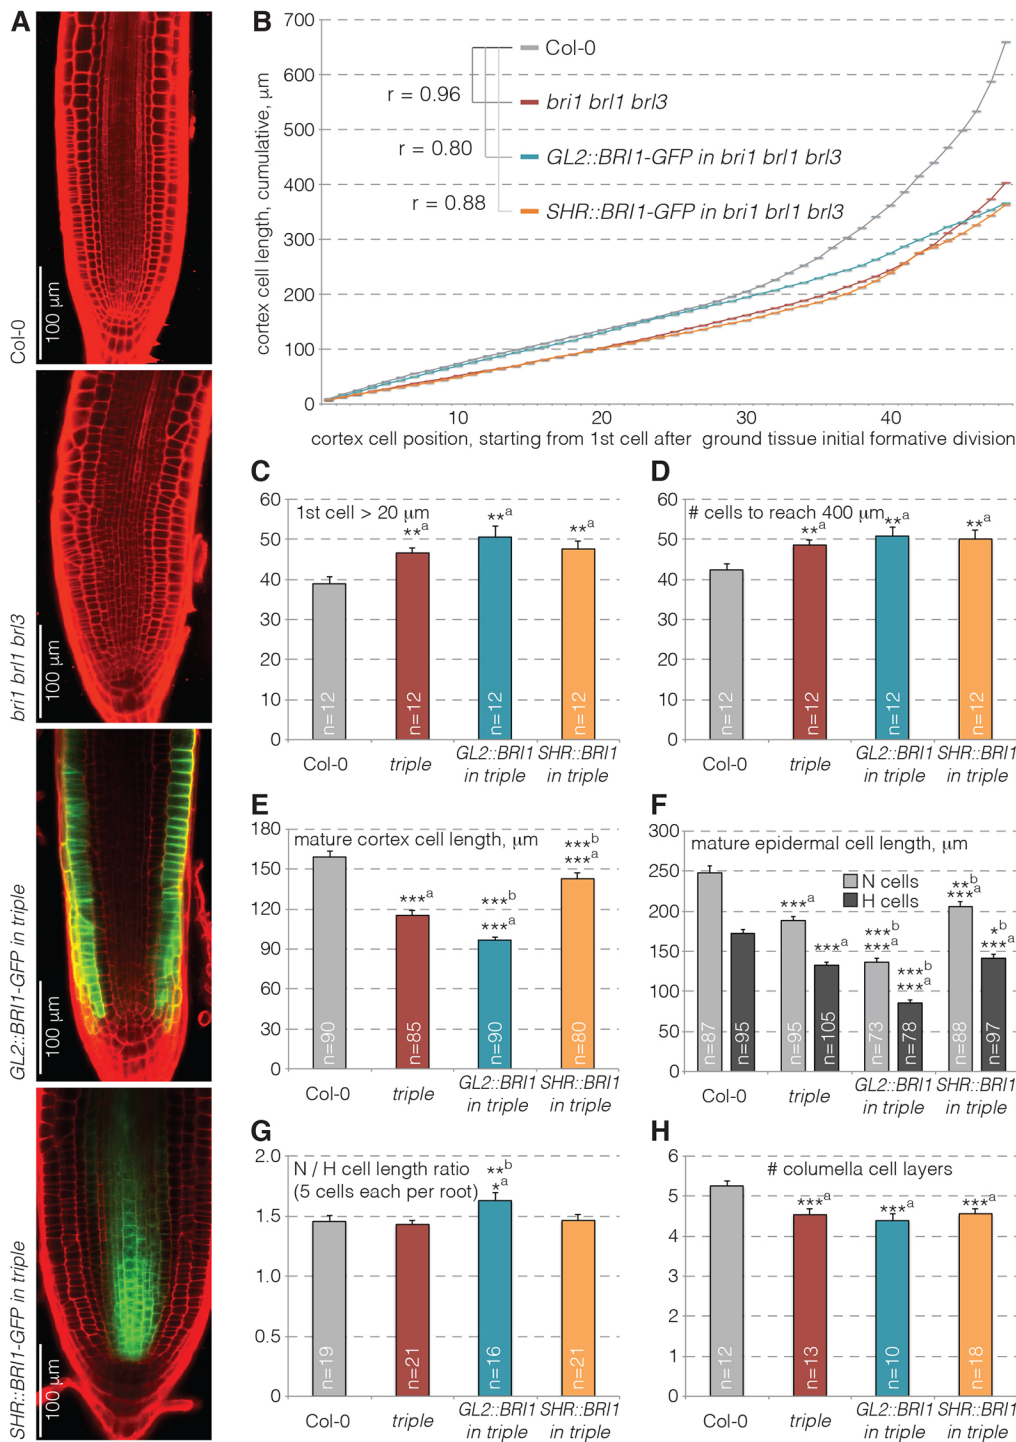 A
Col-0
100 µm
bri1 brl1 brl3
100 µm
GL2::BRI1-GFP in triple
100 µm
SHR::BRI1-GFP in triple
100 µm
B
cortex cell length, cumulative, µm
700
600
500
400
300
200
100
0
Col-0
bri1 brl1 brl3
GL2::BRI1-GFP in bri1 brl1 brl3
SHR::BRI1-GFP in bri1 brl1 brl3
r = 0.96
r = 0.80
r = 0.88
10 20 30 40
cortex cell position, starting from 1st cell after ground tissue initial formative division
C
1st cell > 20 µm
60
50
40
30
20
10
0
**a **a **a
n=12 n=12 n=12 n=12
Col-0 triple GL2::BRI1 SHR::BRI1
in triple in triple
D
# cells to reach 400 µm
60
50
40
30
20
10
0
**a **a **a
n=12 n=12 n=12 n=12
Col-0 triple GL2::BRI1 SHR::BRI1
in triple in triple
E
mature cortex cell length, µm
180
150
120
90
60
30
0
***a
***b
***a
***b
***a
n=90 n=85 n=90 n=80
Col-0 triple GL2::BRI1 SHR::BRI1
in triple in triple
F
mature epidermal cell length, µm
N cells
H cells
300
250
200
150
100
50
0
***a
***a
***b
***a
***b
***a
**b
***a
*b
***a
n=87 n=95 n=95 n=105 n=73 n=78 n=88 n=97
Col-0 triple GL2::BRI1 SHR::BRI1
in triple in triple
G
N / H cell length ratio
(5 cells each per root)
2.0
1.5
1.0
0.5
0
**b
*a
n=19 n=21 n=16 n=21
Col-0 triple GL2::BRI1 SHR::BRI1
in triple in triple
H
# columella cell layers
6
5
4
3
2
1
0
***a ***a ***a
n=12 n=13 n=10 n=18
Col-0 triple GL2::BRI1 SHR::BRI1
in triple in triple